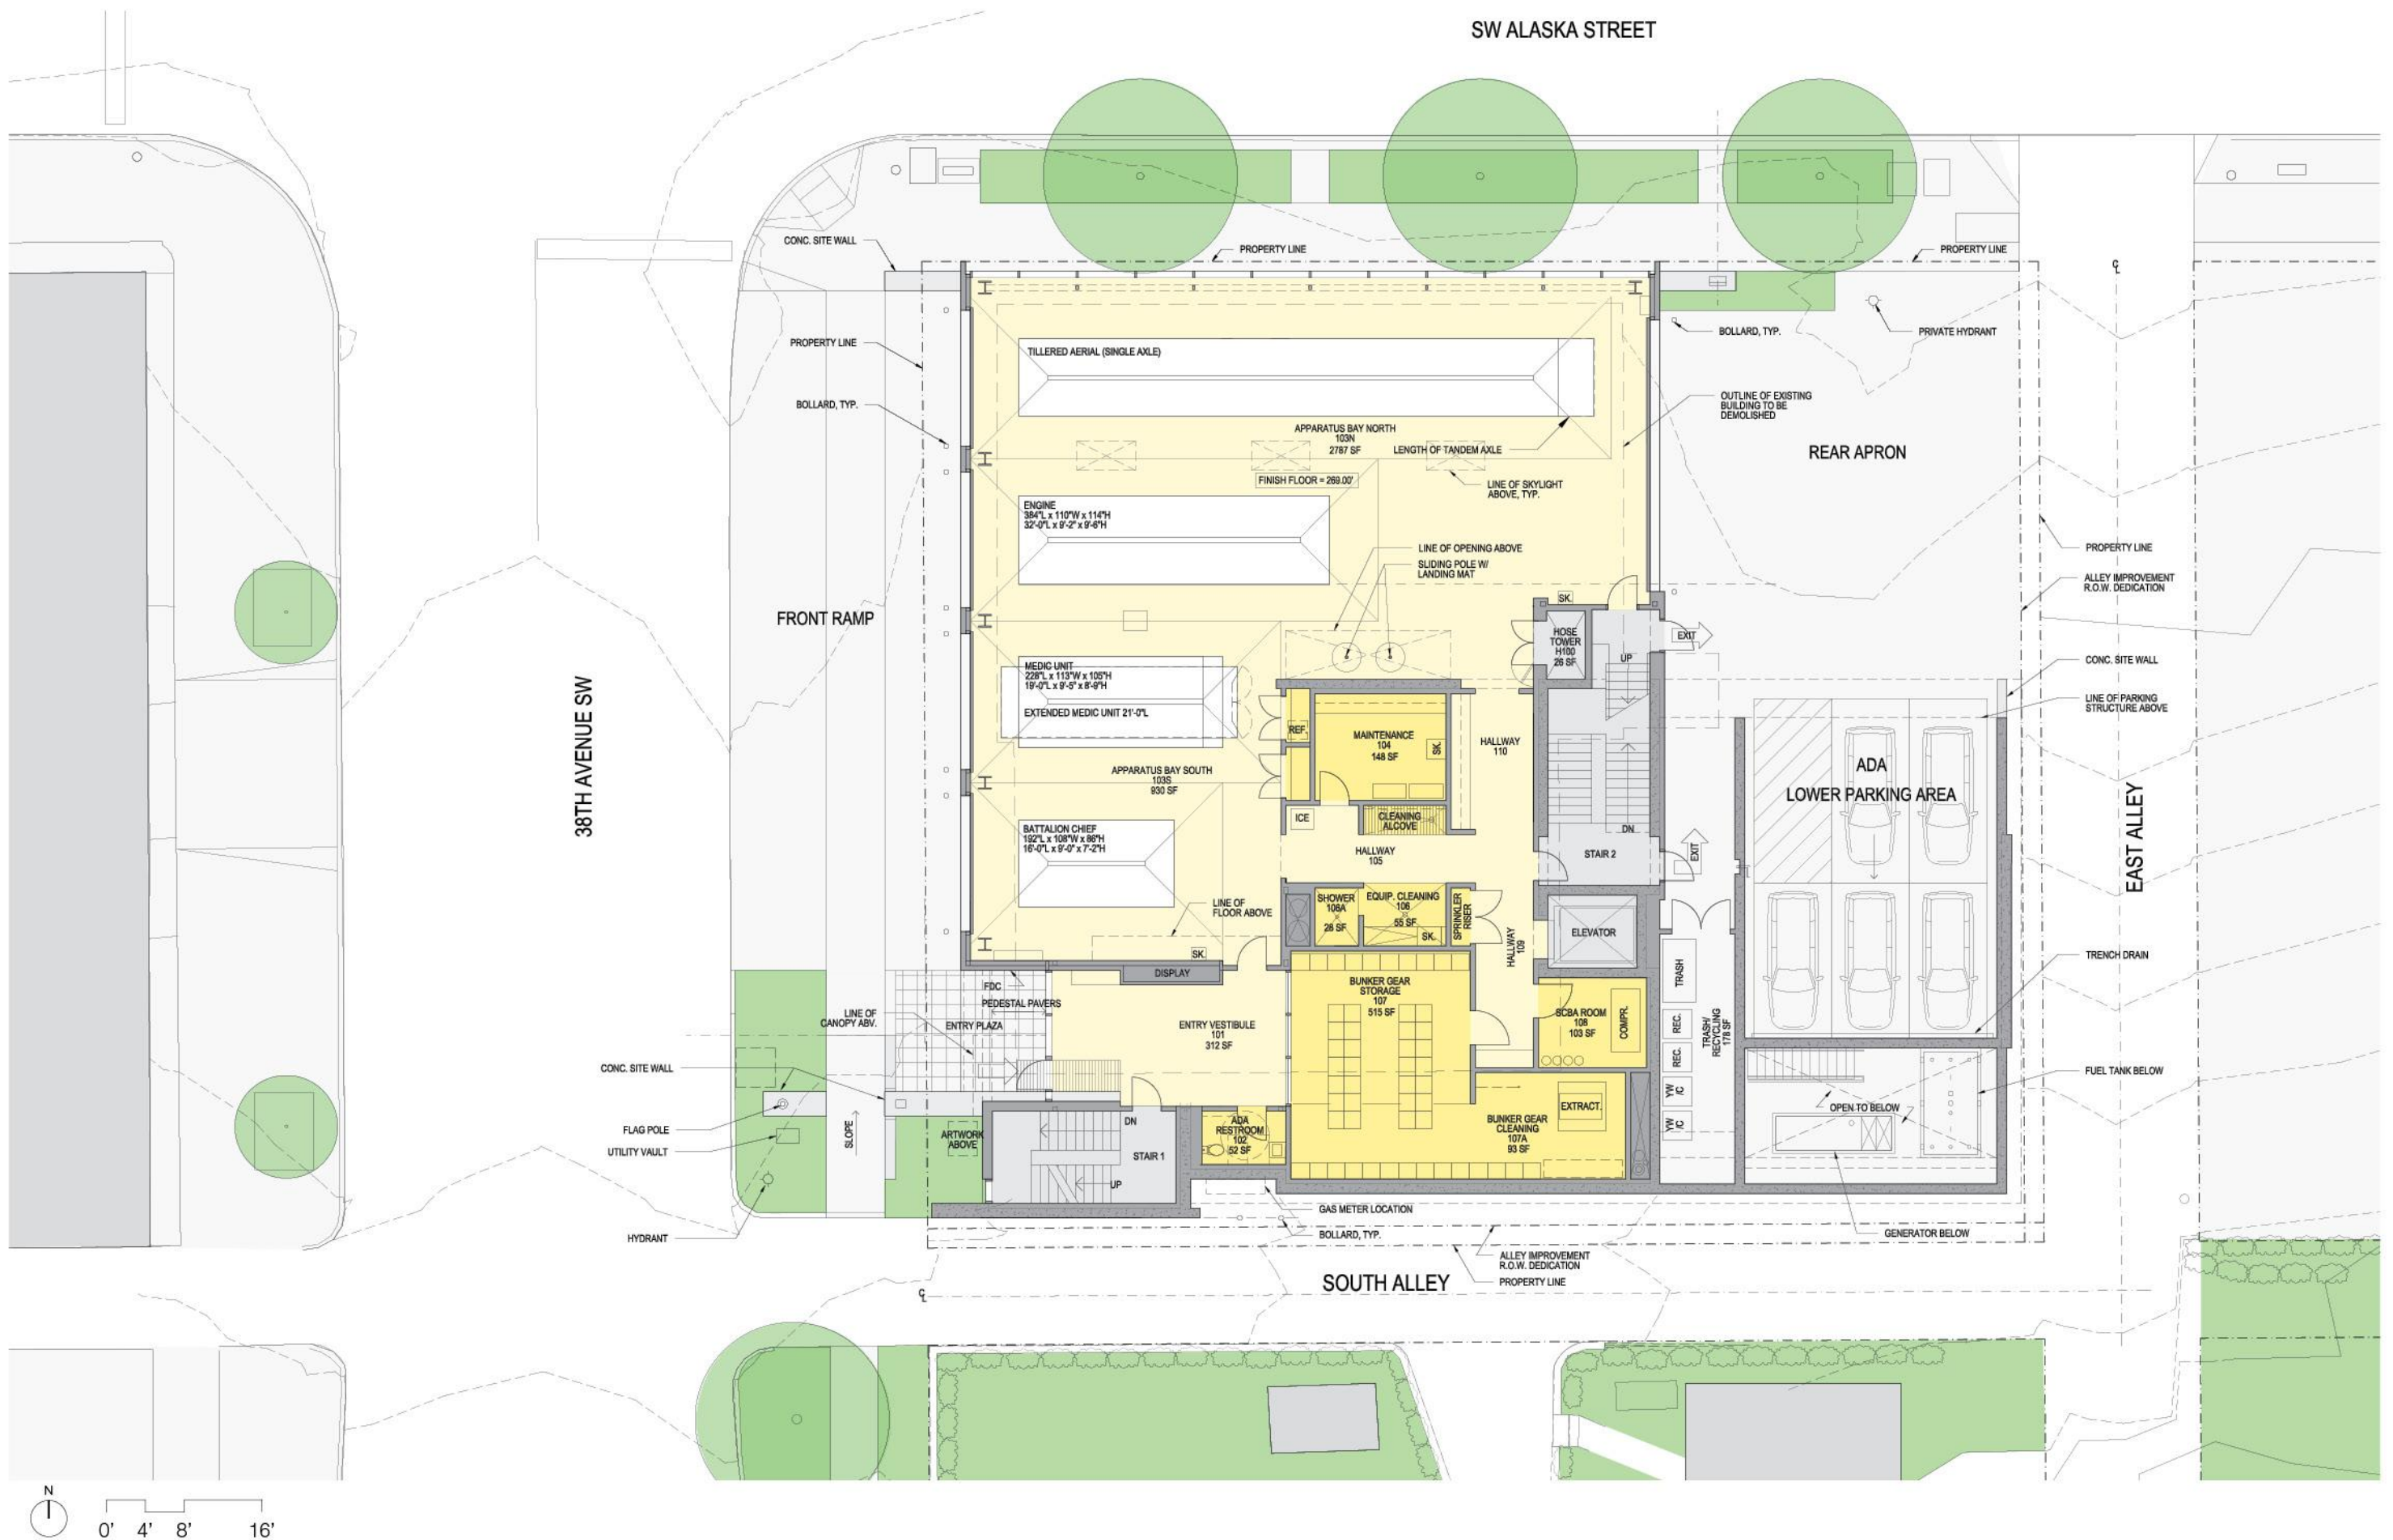 SW ALASKA STREET
CONC. SITE WALL
PROPERTY LINE
PROPERTY LINE
℄
PROPERTY LINE
BOLLARD, TYP.
TILLERED AERIAL (SINGLE AXLE)
BOLLARD, TYP.
PRIVATE HYDRANT
OUTLINE OF EXISTING
BUILDING TO BE
DEMOLISHED
APPARATUS BAY NORTH
103N
2787 SF
LENGTH OF TANDEM AXLE
REAR APRON
FINISH FLOOR = 269.00'
LINE OF SKYLIGHT
ABOVE, TYP.
ENGINE
384"L x 110"W x 114"H
32'-0"L x 9'-2" x 9'-6"H
LINE OF OPENING ABOVE
SLIDING POLE W/
LANDING MAT
PROPERTY LINE
ALLEY IMPROVEMENT
R.O.W. DEDICATION
SK.
FRONT RAMP
HOSE
TOWER
H100
26 SF
UP
EXIT
MEDIC UNIT
228"L x 113"W x 105"H
19'-0"L x 9'-5" x 8'-9"H
EXTENDED MEDIC UNIT 21'-0"L
CONC. SITE WALL
LINE OF PARKING
STRUCTURE ABOVE
38TH AVENUE SW
REF.
MAINTENANCE
104
148 SF
SK.
HALLWAY
110
APPARATUS BAY SOUTH
103S
930 SF
ADA
LOWER PARKING AREA
EAST ALLEY
BATTALION CHIEF
192"L x 108"W x 86"H
16'-0"L x 9'-0" x 7'-2"H
ICE
CLEANING
ALCOVE
DN
HALLWAY
105
STAIR 2
EXIT
LINE OF
FLOOR ABOVE
SHOWER
106A
28 SF
EQUIP. CLEANING
106
55 SF
SK.
SPRINKLER
RISER
HALLWAY
109
ELEVATOR
SK.
DISPLAY
FDC
PEDESTAL PAVERS
LINE OF
CANOPY ABV.
ENTRY PLAZA
ENTRY VESTIBULE
101
312 SF
BUNKER GEAR
STORAGE
107
515 SF
SCBA ROOM
108
103 SF
COMPR.
TRASH
REC.
REC.
YW
/C
YW
/C
TRASH/
RECYCLING
178 SF
TRENCH DRAIN
CONC. SITE WALL
FUEL TANK BELOW
OPEN TO BELOW
FLAG POLE
UTILITY VAULT
SLOPE
ARTWORK
ABOVE
DN
STAIR 1
UP
ADA
RESTROOM
102
52 SF
BUNKER GEAR
CLEANING
107A
93 SF
EXTRACT.
GAS METER LOCATION
HYDRANT
BOLLARD, TYP.
GENERATOR BELOW
ALLEY IMPROVEMENT
R.O.W. DEDICATION
PROPERTY LINE
SOUTH ALLEY
℄
N
0' 4' 8' 16'